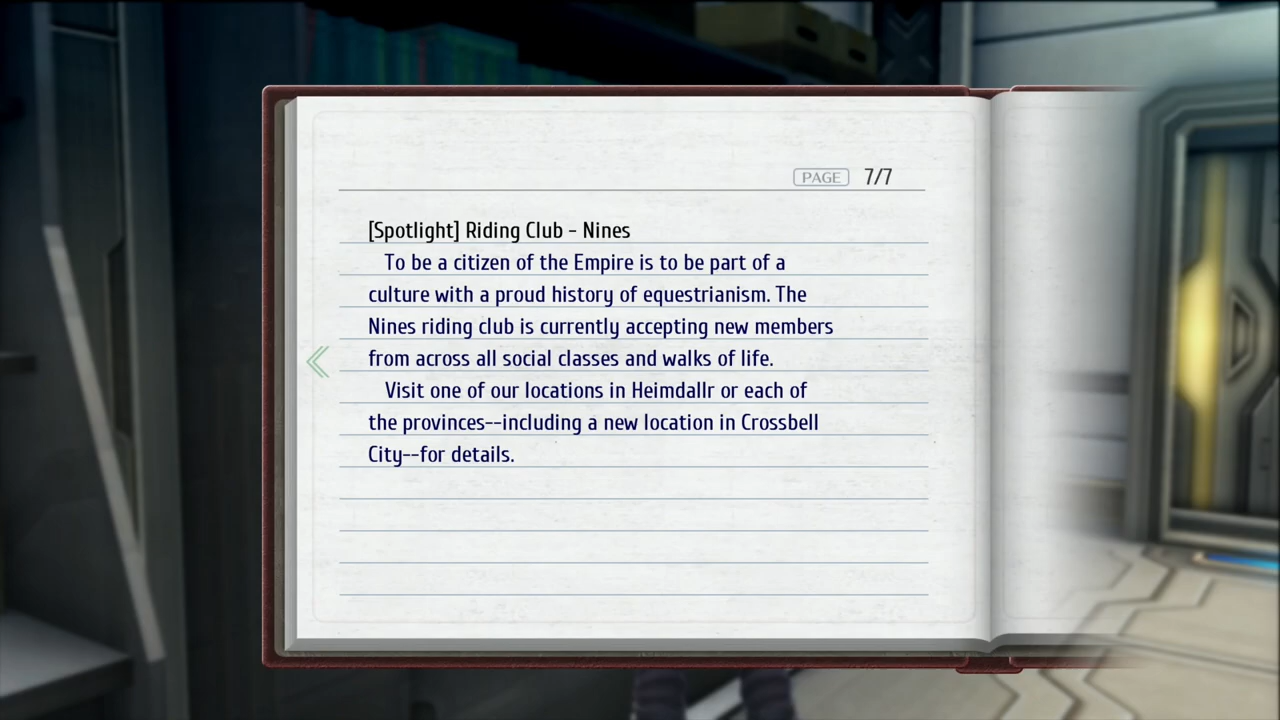 PAGE 7/7
[Spotlight] Riding Club - Nines
To be a citizen of the Empire is to be part of a
culture with a proud history of equestrianism. The
Nines riding club is currently accepting new members
from across all social classes and walks of life.
Visit one of our locations in Heimdallr or each of
the provinces--including a new location in Crossbell
City--for details.